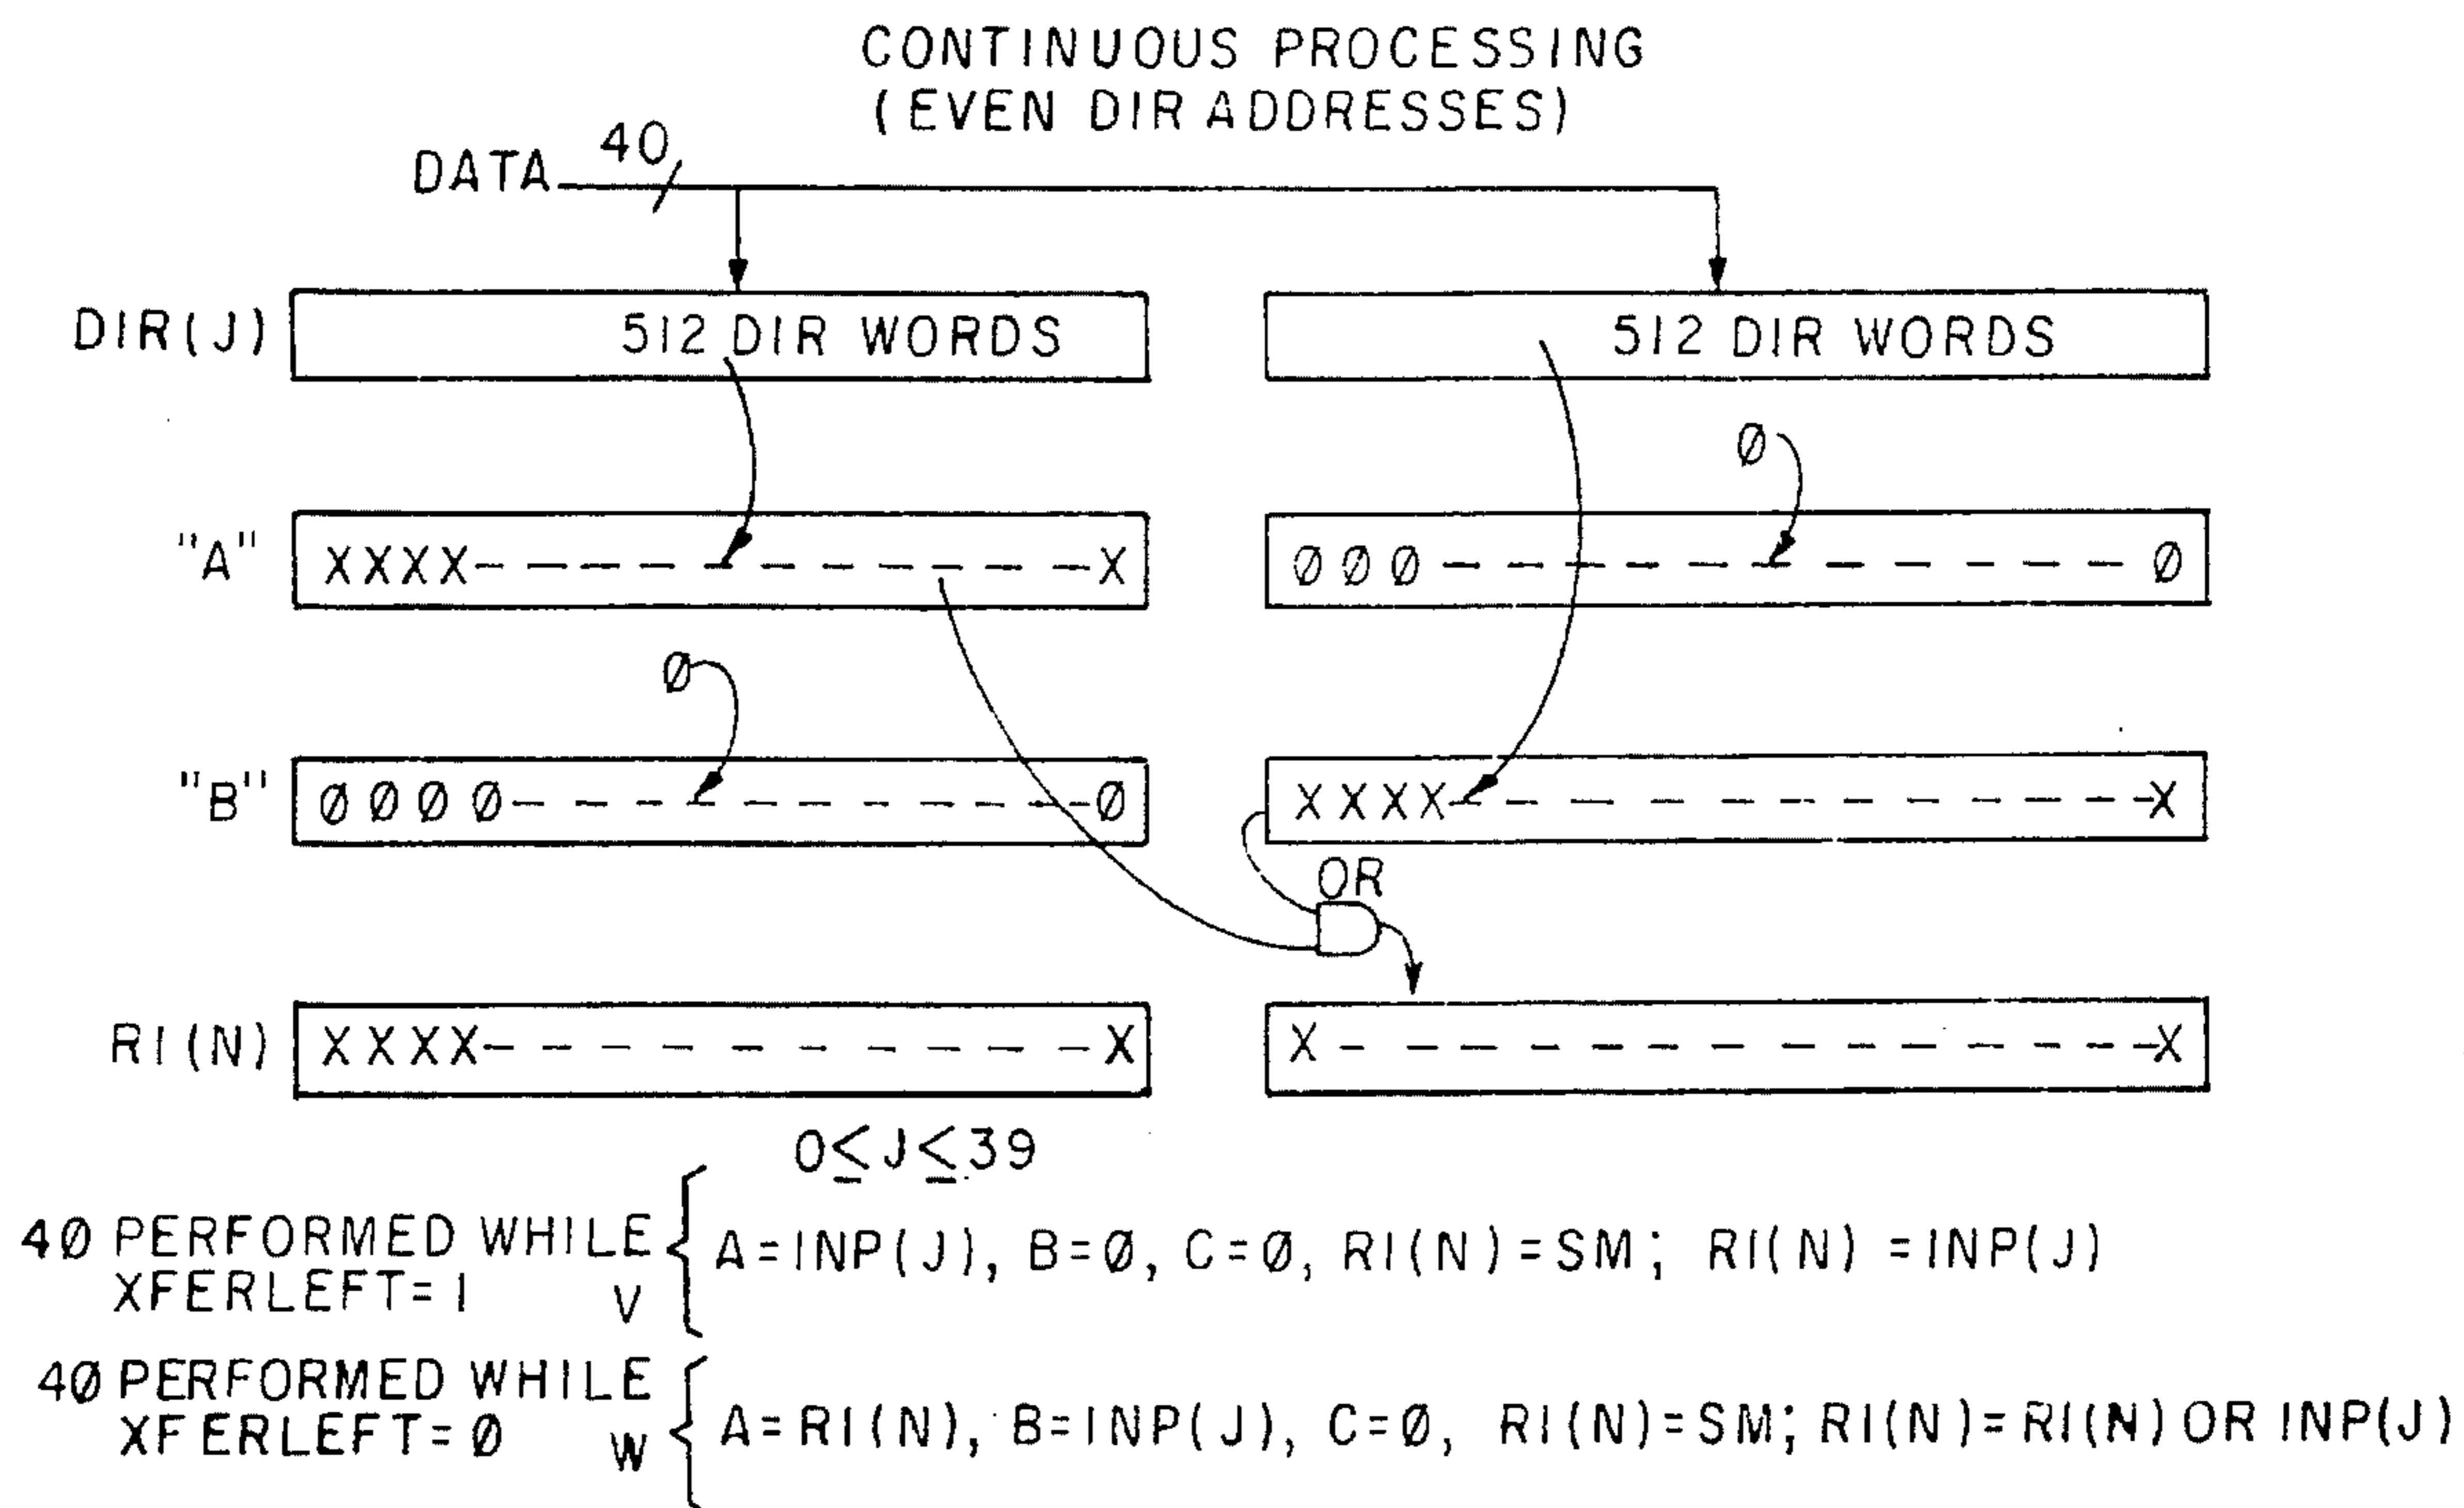 CONTINUOUS PROCESSING
(EVEN DIR ADDRESSES)
DATA 40
DIR(J) 512 DIR WORDS 512 DIR WORDS
Ø
"A" XXXX- - - - - - - - - - -X ØØØ - - - - - - - - - - Ø
Ø
"B" ØØØØ- - - - - - - - - - -Ø XXXX- - - - - - - - - - -X
OR
RI(N) XXXX- - - - - - - - - - -X X - - - - - - - - - - - -X
0≤J≤39
4Ø PERFORMED WHILE
XFERLEFT=1 V { A=INP(J), B=Ø, C=Ø, RI(N)=SM; RI(N) =INP(J)
4Ø PERFORMED WHILE
XFERLEFT=Ø W { A=RI(N), B=INP(J), C=Ø, RI(N)=SM; RI(N)=RI(N) OR INP(J)